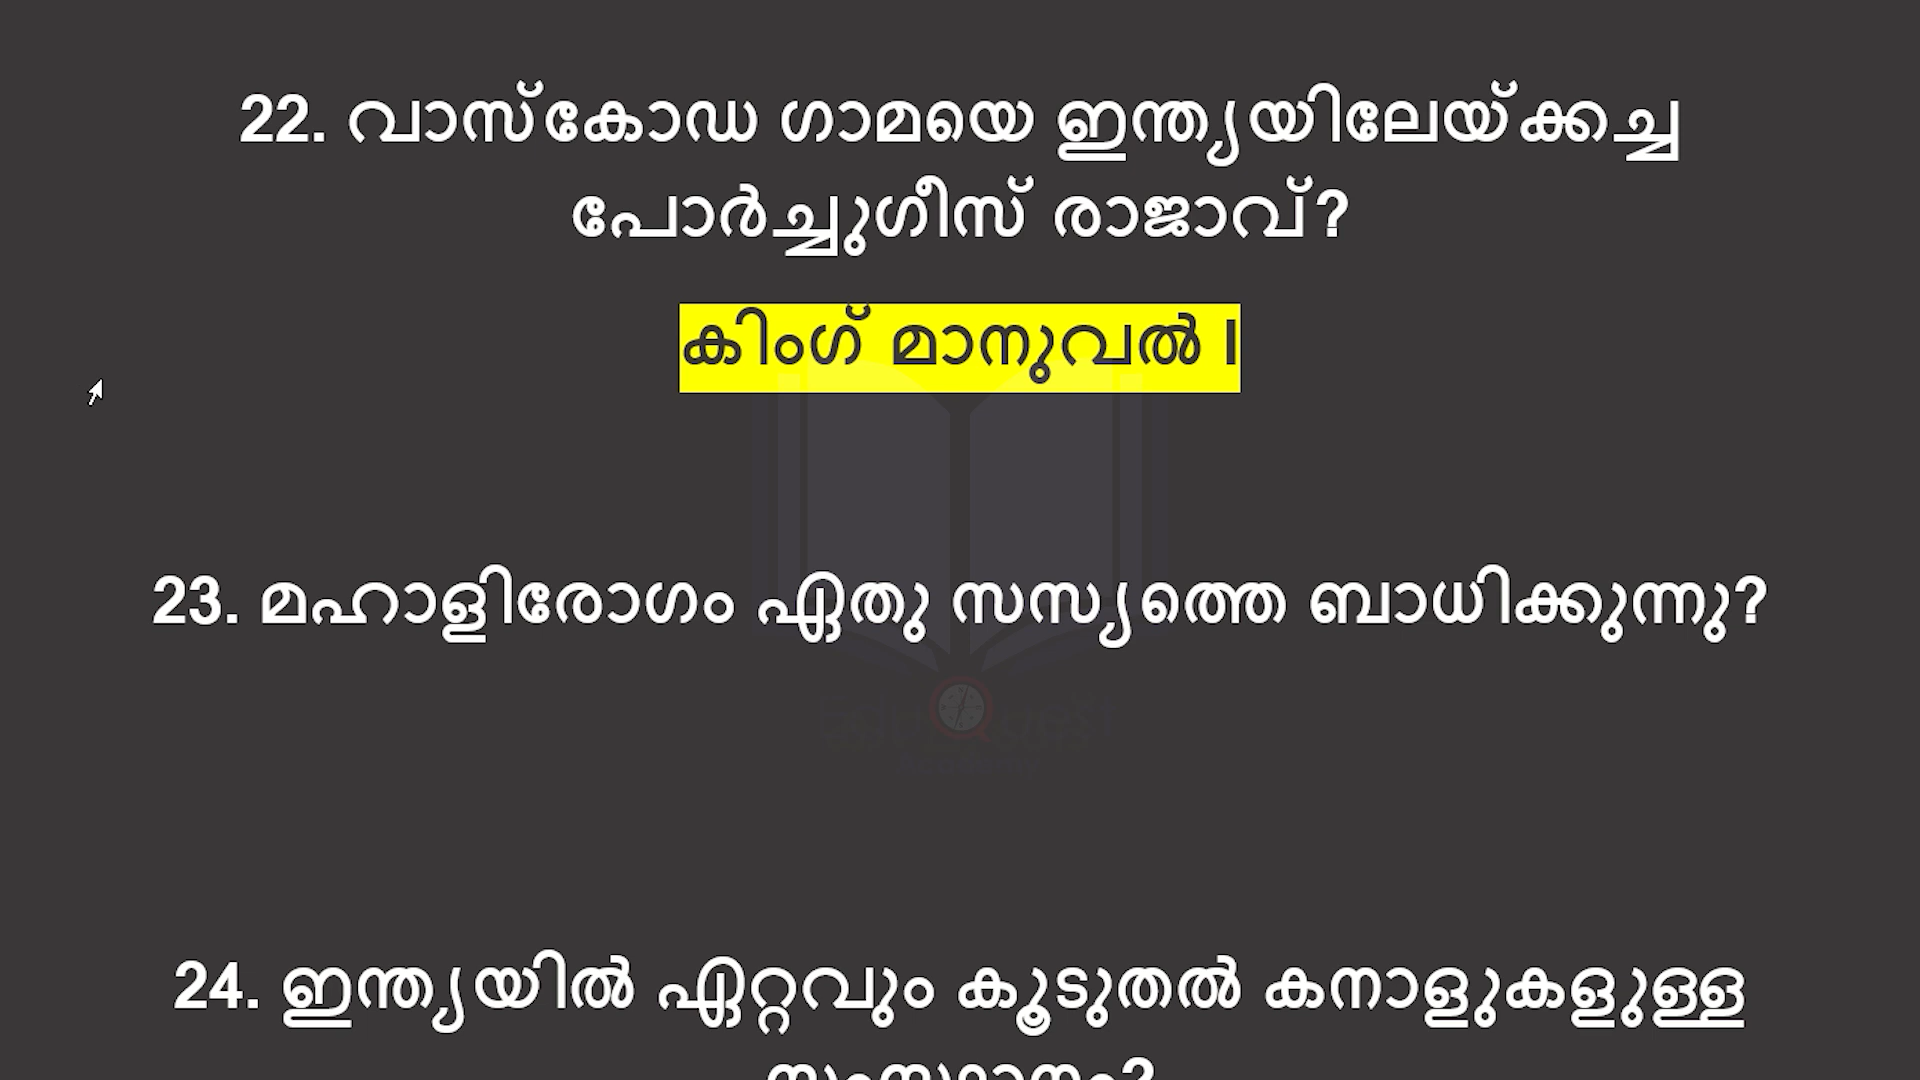 22. വാസ്കോഡ ഗാമയെ ഇന്ത്യയിലേയ്ക്കച്ച
പോർച്ചുഗീസ് രാജാവ്?
കിംഗ് മാനുവൽ I
23. മഹാളിരോഗം ഏതു സസ്യത്തെ ബാധിക്കുന്നു?
24. ഇന്ത്യയിൽ ഏറ്റവും കൂടുതൽ കനാളുകളുള്ള
സംസ്ഥാനം?